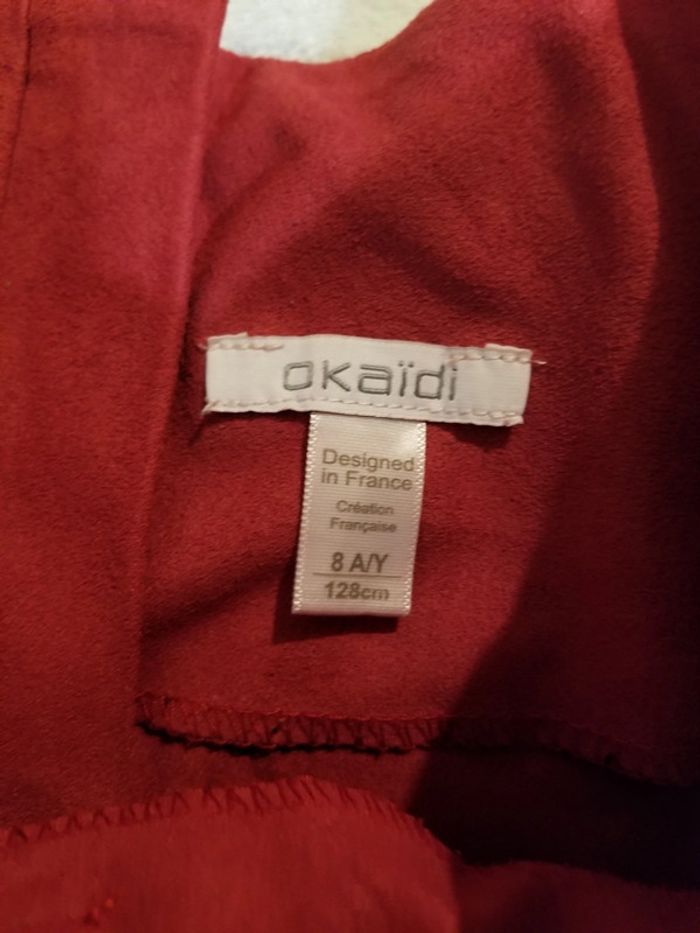 okaïdi
Designed
in France
Création
Française
8 A/Y
128cm